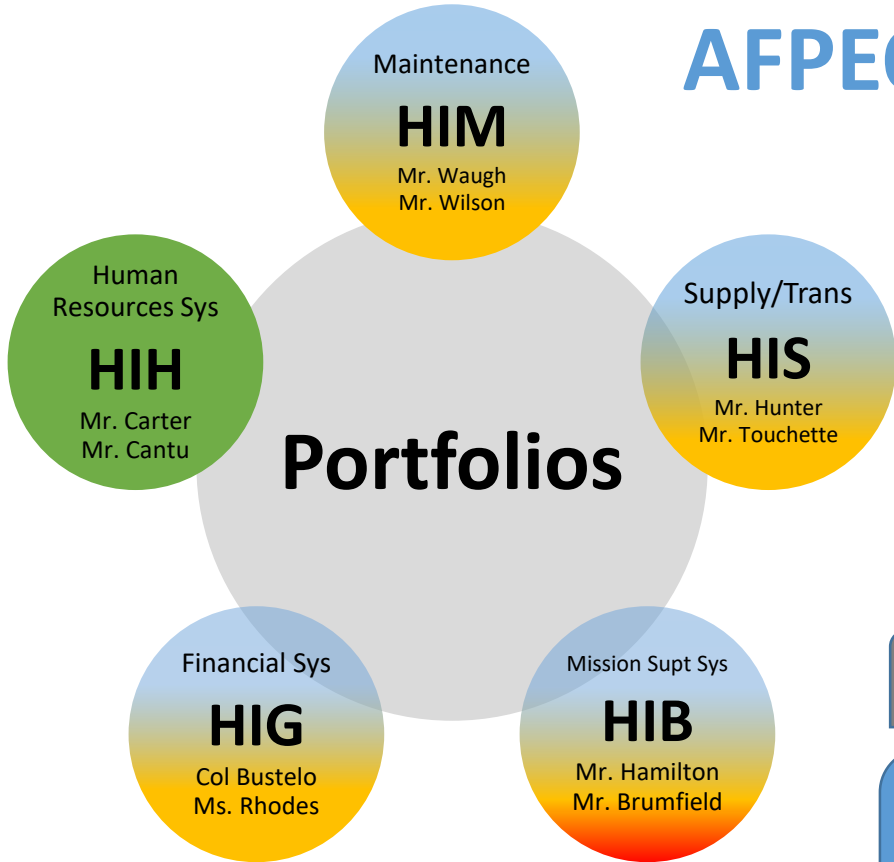 Maintenance
HIM
Mr. Waugh
Mr. Wilson
Human
Resources Sys
HIH
Mr. Carter
Mr. Cantu
Supply/Trans
HIS
Mr. Hunter
Mr. Touchette
Portfolios
Financial Sys
HIG
Col Bustelo
Ms. Rhodes
Mission Supt Sys
HIB
Mr. Hamilton
Mr. Brumfield